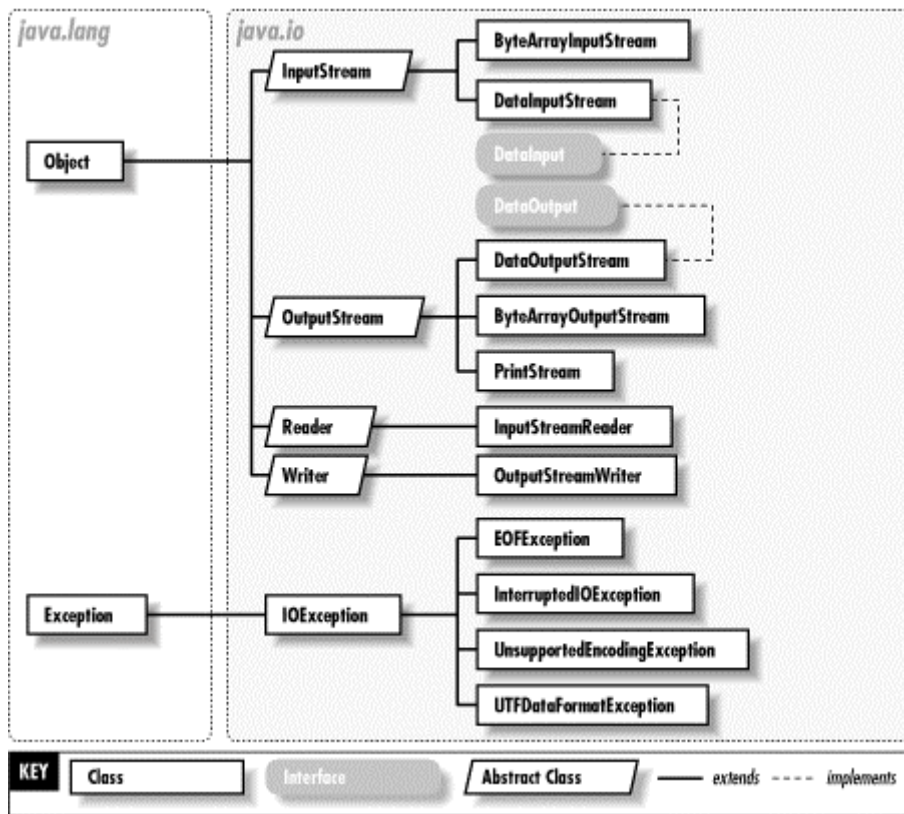 java.lang
java.io
InputStream
ByteArrayInputStream
DataInputStream
DataInput
Object
DataOutput
DataOutputStream
OutputStream
ByteArrayOutputStream
PrintStream
Reader
InputStreamReader
Writer
OutputStreamWriter
EOFException
InterruptedIOException
Exception
IOException
UnsupportedEncodingException
UTFDataFormatException
KEY
Class
Interface
Abstract Class
extends
implements